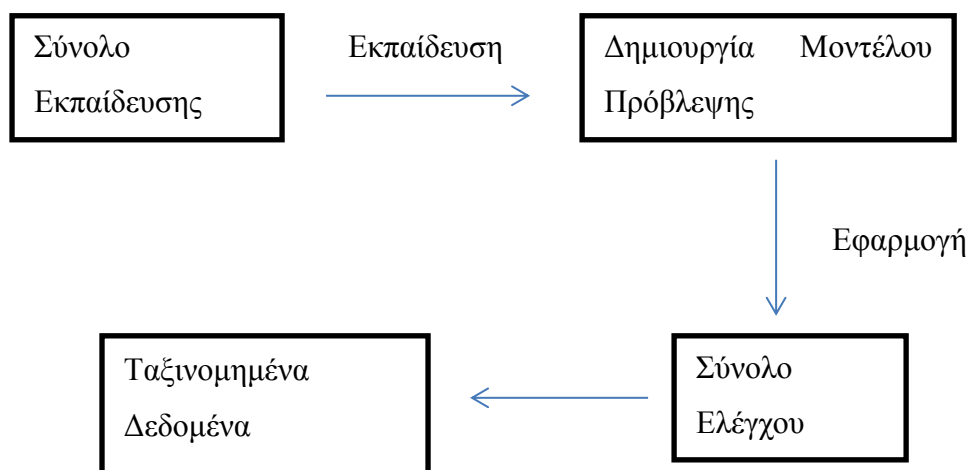 Σύνολο
Εκπαίδευσης
Εκπαίδευση
Δημιουργία Μοντέλου
Πρόβλεψης
Εφαρμογή
Σύνολο
Ελέγχου
Ταξινομημένα
Δεδομένα